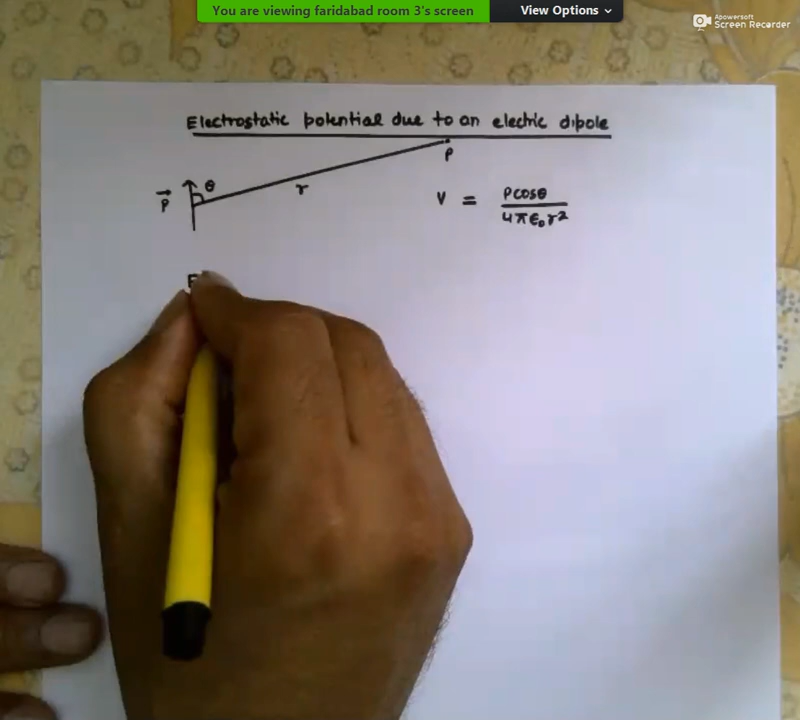 You are viewing faridabad room 3's screen
View Options
Apowersoft
Screen Recorder
Electrostatic potential due to an electric dipole
P
θ
r
p⃗
V = pcosθ / 4πε₀r²